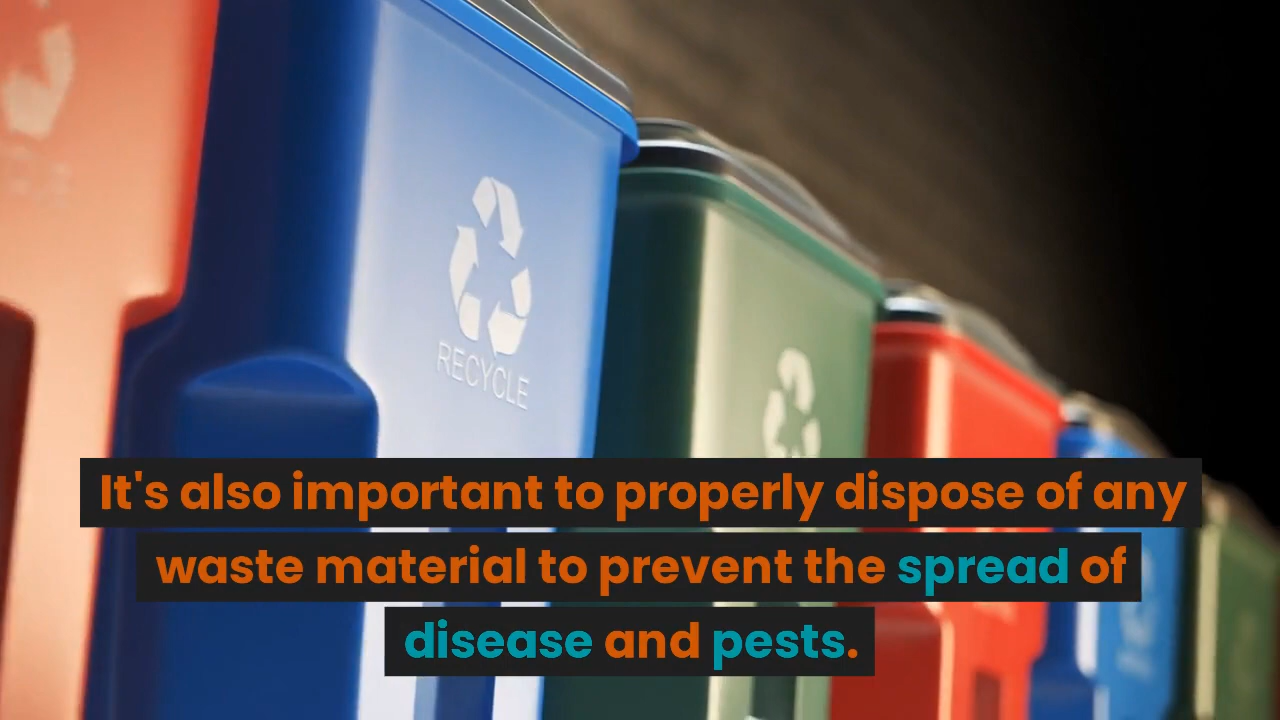 RECYCLE
It's also important to properly dispose of any
waste material to prevent the spread of
disease and pests.